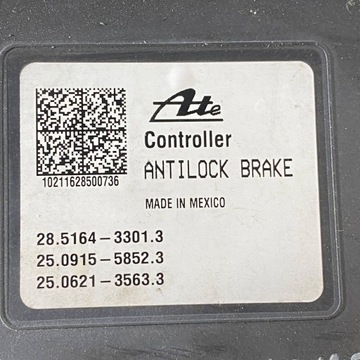 Ate
Controller
ANTILOCK BRAKE
10211628500736
MADE IN MEXICO
28.5164-3301.3
25.0915-5852.3
25.0621-3563.3